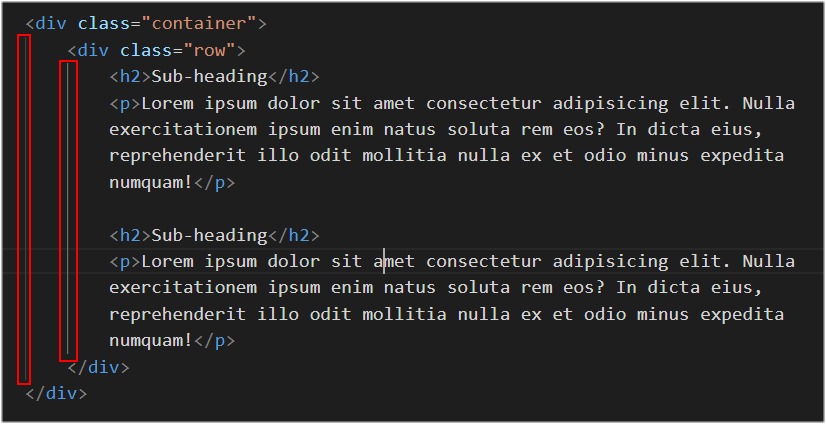 <div class="container">
<div class="row">
<h2>Sub-heading</h2>
<p>Lorem ipsum dolor sit amet consectetur adipisicing elit. Nulla
exercitationem ipsum enim natus soluta rem eos? In dicta eius,
reprehenderit illo odit mollitia nulla ex et odio minus expedita
numquam!</p>
<h2>Sub-heading</h2>
<p>Lorem ipsum dolor sit amet consectetur adipisicing elit. Nulla
exercitationem ipsum enim natus soluta rem eos? In dicta eius,
reprehenderit illo odit mollitia nulla ex et odio minus expedita
numquam!</p>
</div>
</div>